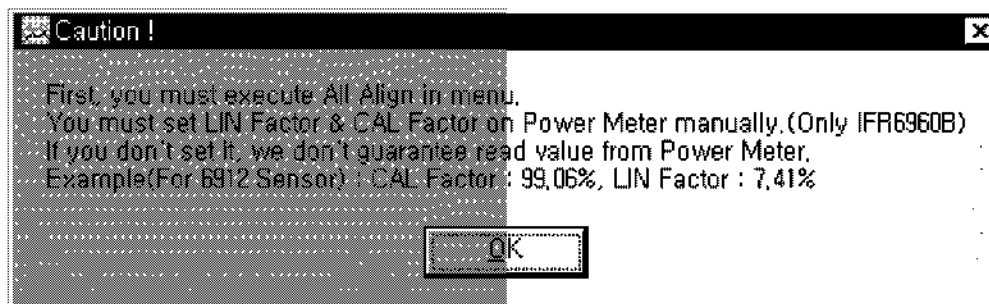 Caution !
First, you must execute All Align in menu.
You must set LIN Factor & CAL Factor on Power Meter manually.(Only IFR6960B)
If you don't set it, we don't guarantee read value from Power Meter.
Example(For 6912 Sensor) : CAL Factor : 99.06%, LIN Factor : 7.41%
OK